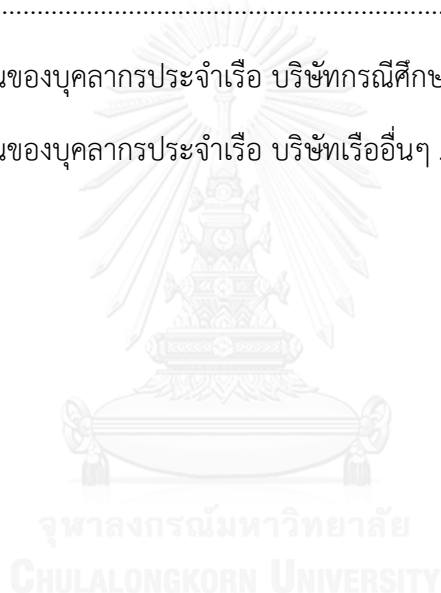 ....................................................................
นของบุคลากรประจำเรือ บริษัทกรณีศึกษ
นของบุคลากรประจำเรือ บริษัทเรืออื่นๆ .
จุฬาลงกรณ์มหาวิทยาลัย
CHULALONGKORN UNIVERSITY